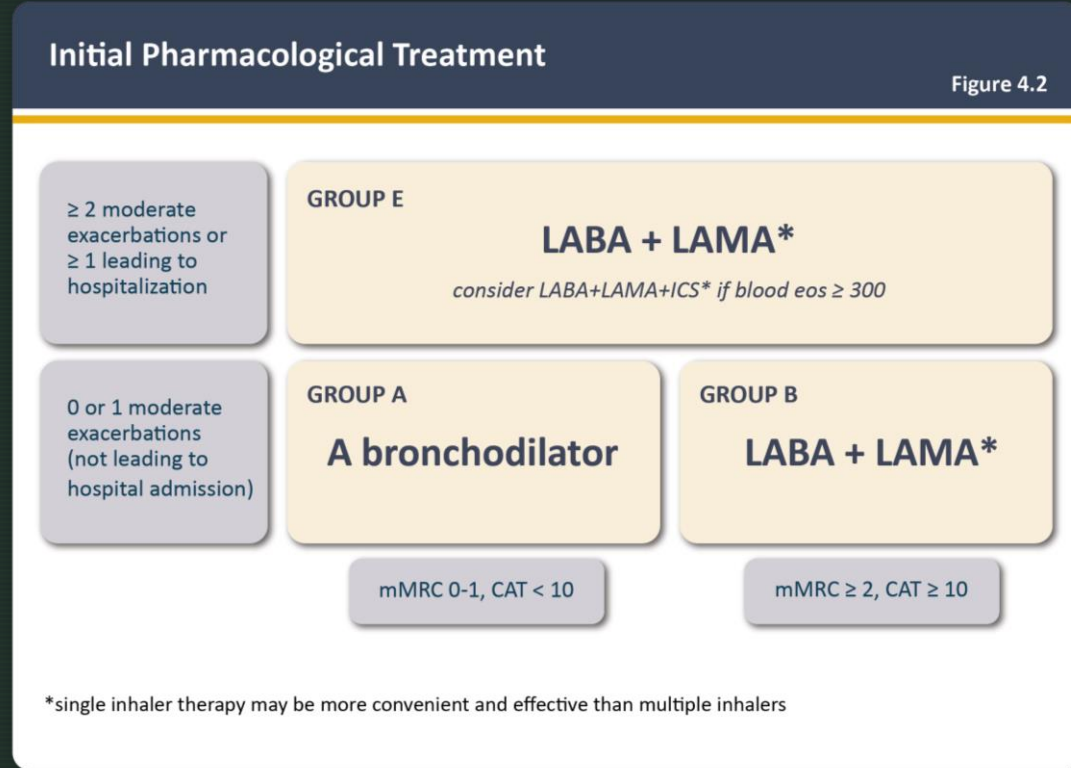 Initial Pharmacological Treatment
Figure 4.2
≥ 2 moderate
exacerbations or
≥ 1 leading to
hospitalization
GROUP E
LABA + LAMA*
consider LABA+LAMA+ICS* if blood eos ≥ 300
0 or 1 moderate
exacerbations
(not leading to
hospital admission)
GROUP A
A bronchodilator
GROUP B
LABA + LAMA*
mMRC 0-1, CAT < 10
mMRC ≥ 2, CAT ≥ 10
*single inhaler therapy may be more convenient and effective than multiple inhalers